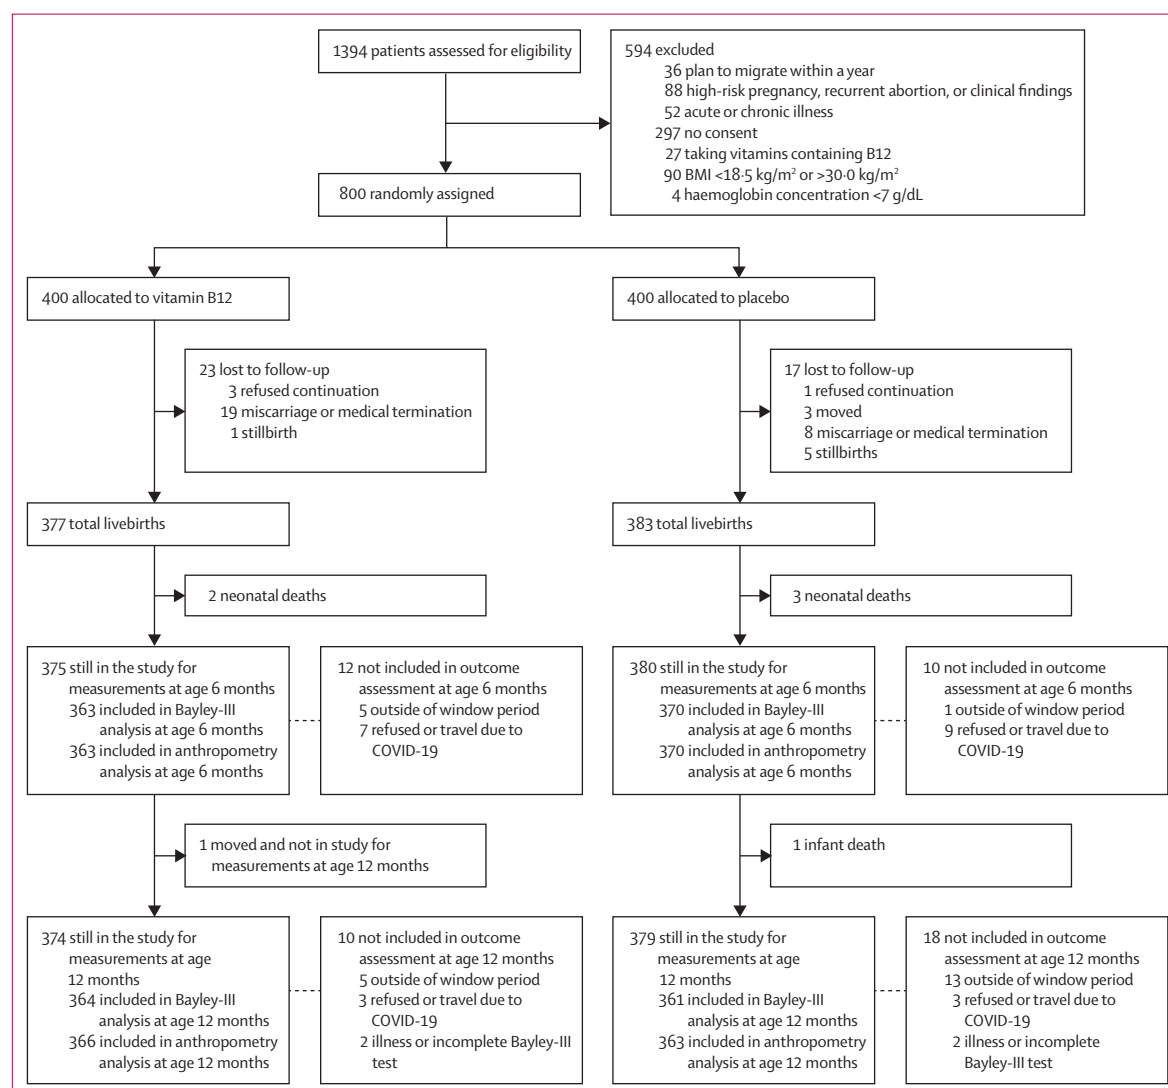 1394 patients assessed for eligibility
594 excluded
36 plan to migrate within a year
88 high-risk pregnancy, recurrent abortion, or clinical findings
52 acute or chronic illness
297 no consent
27 taking vitamins containing B12
90 BMI <18·5 kg/m² or >30·0 kg/m²
4 haemoglobin concentration <7 g/dL
800 randomly assigned
400 allocated to vitamin B12
400 allocated to placebo
23 lost to follow-up
3 refused continuation
19 miscarriage or medical termination
1 stillbirth
17 lost to follow-up
1 refused continuation
3 moved
8 miscarriage or medical termination
5 stillbirths
377 total livebirths
383 total livebirths
2 neonatal deaths
3 neonatal deaths
375 still in the study for
measurements at age 6 months
363 included in Bayley-III
analysis at age 6 months
363 included in anthropometry
analysis at age 6 months
12 not included in outcome
assessment at age 6 months
5 outside of window period
7 refused or travel due to
COVID-19
380 still in the study for
measurements at age 6 months
370 included in Bayley-III
analysis at age 6 months
370 included in anthropometry
analysis at age 6 months
10 not included in outcome
assessment at age 6 months
1 outside of window period
9 refused or travel due to
COVID-19
1 moved and not in study for
measurements at age 12 months
1 infant death
374 still in the study for
measurements at age
12 months
364 included in Bayley-III
analysis at age 12 months
366 included in anthropometry
analysis at age 12 months
10 not included in outcome
assessment at age 12 months
5 outside of window period
3 refused or travel due to
COVID-19
2 illness or incomplete Bayley-III
test
379 still in the study for
measurements at age
12 months
361 included in Bayley-III
analysis at age 12 months
363 included in anthropometry
analysis at age 12 months
18 not included in outcome
assessment at age 12 months
13 outside of window period
3 refused or travel due to
COVID-19
2 illness or incomplete
Bayley-III test